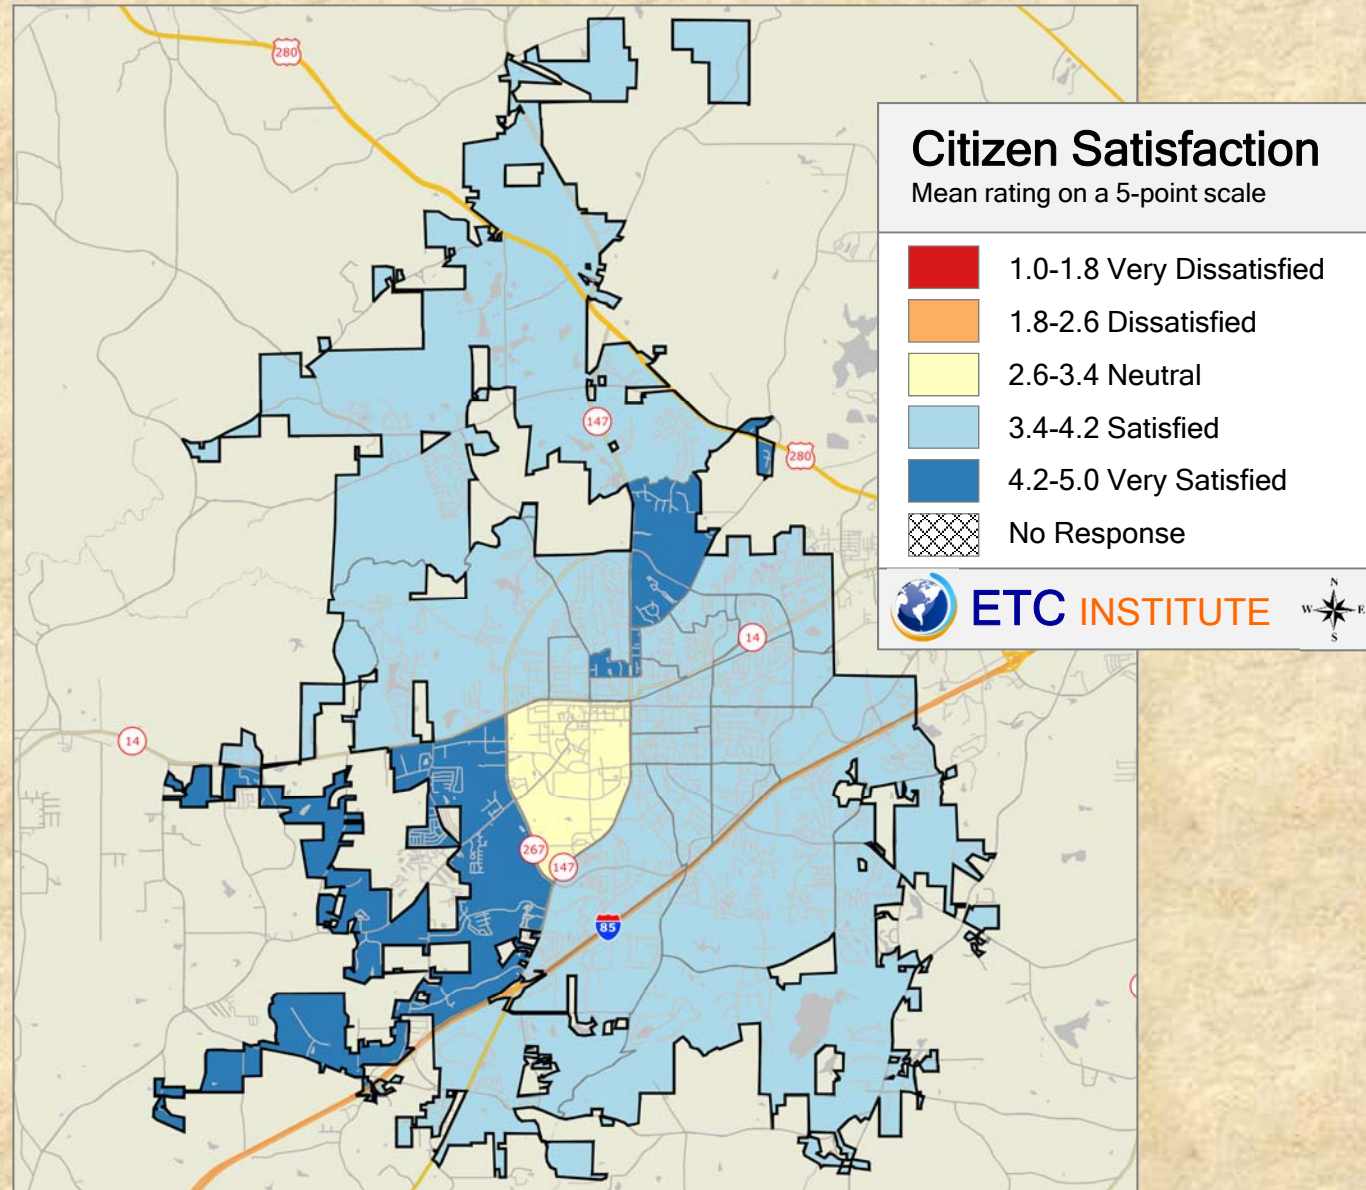 280
Citizen Satisfaction
Mean rating on a 5-point scale
1.0-1.8 Very Dissatisfied
1.8-2.6 Dissatisfied
2.6-3.4 Neutral
3.4-4.2 Satisfied
4.2-5.0 Very Satisfied
No Response
ETC INSTITUTE
N
W E
S
147
280
14
14
267
147
85